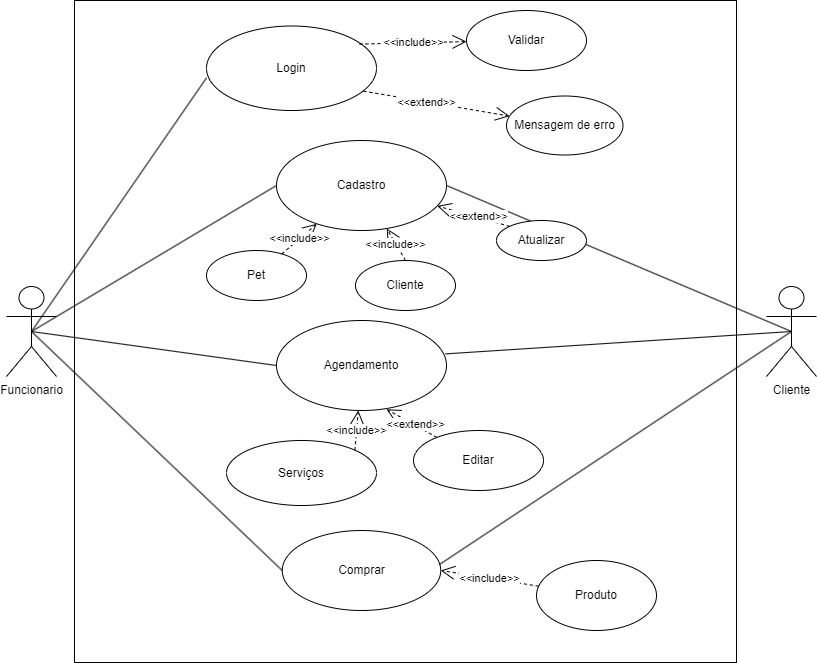 Validar
Login
<<include>>
<<extend>>
Mensagem de erro
Cadastro
<<extend>>
Atualizar
<<include>>
<<include>>
Pet
Cliente
Agendamento
Funcionario
Cliente
<<include>>
<<extend>>
Serviços
Editar
Comprar
<<include>>
Produto